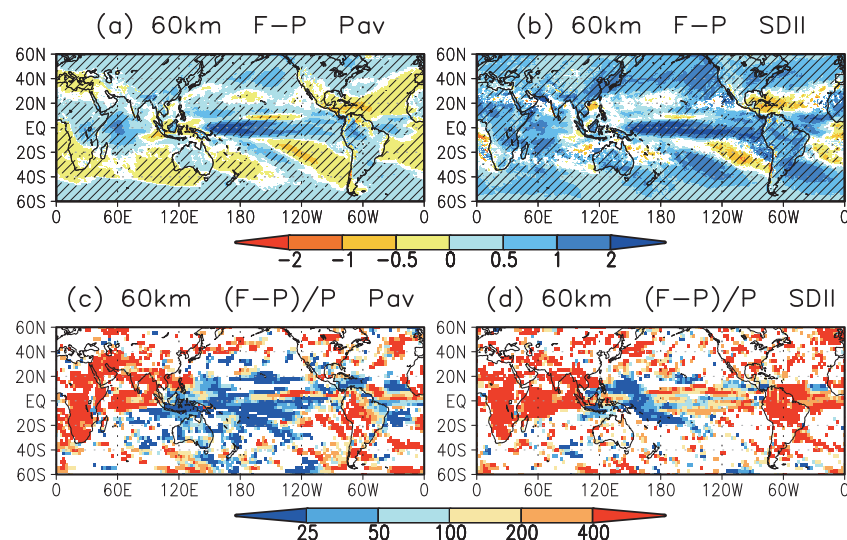 (a) 60km F-P Pav
(b) 60km F-P SDII
60N
40N
20N
EQ
20S
40S
60S
0 60E 120E 180 120W 60W 0
60N
40N
20N
EQ
20S
40S
60S
0 60E 120E 180 120W 60W 0
-2 -1 -0.5 0 0.5 1 2
(c) 60km (F-P)/P Pav
(d) 60km (F-P)/P SDII
60N
40N
20N
EQ
20S
40S
60S
0 60E 120E 180 120W 60W 0
60N
40N
20N
EQ
20S
40S
60S
0 60E 120E 180 120W 60W 0
25 50 100 200 400